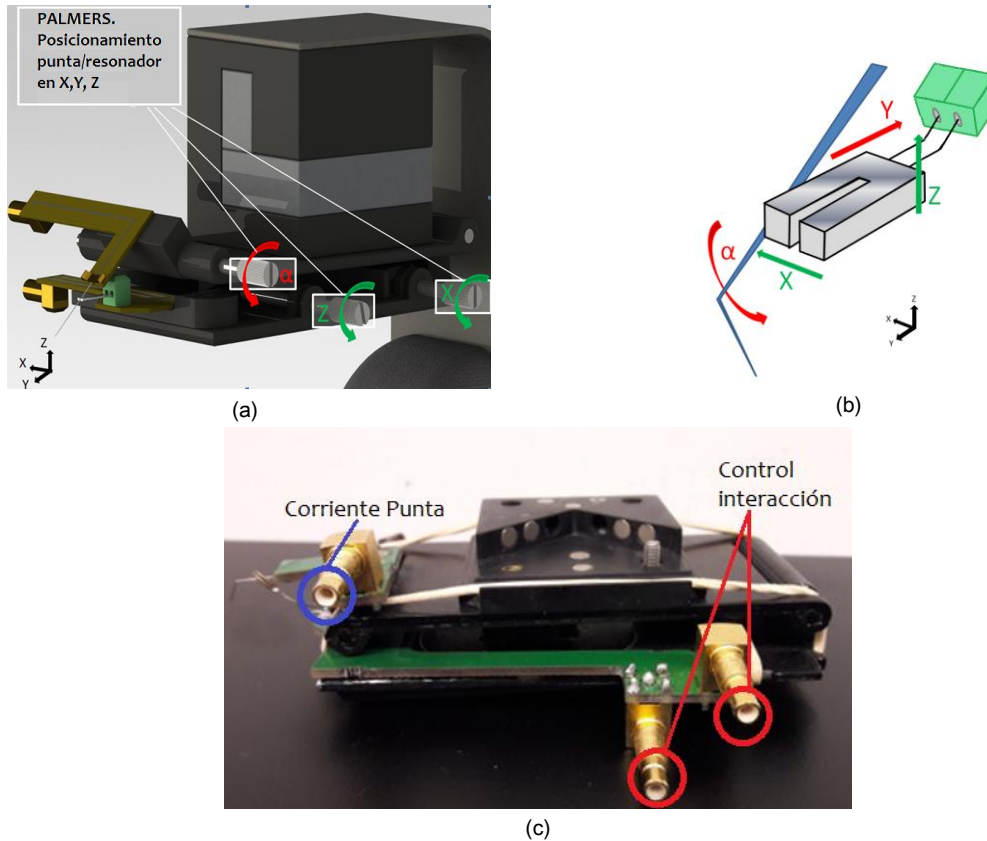 PALMERS.
Posicionamiento
punta/resonador
en X,Y, Z
α
Z
X
Z
X
Y
(a)
Y
Z
α
X
Z
X
Y
(b)
Control
interacción
Corriente Punta
(c)